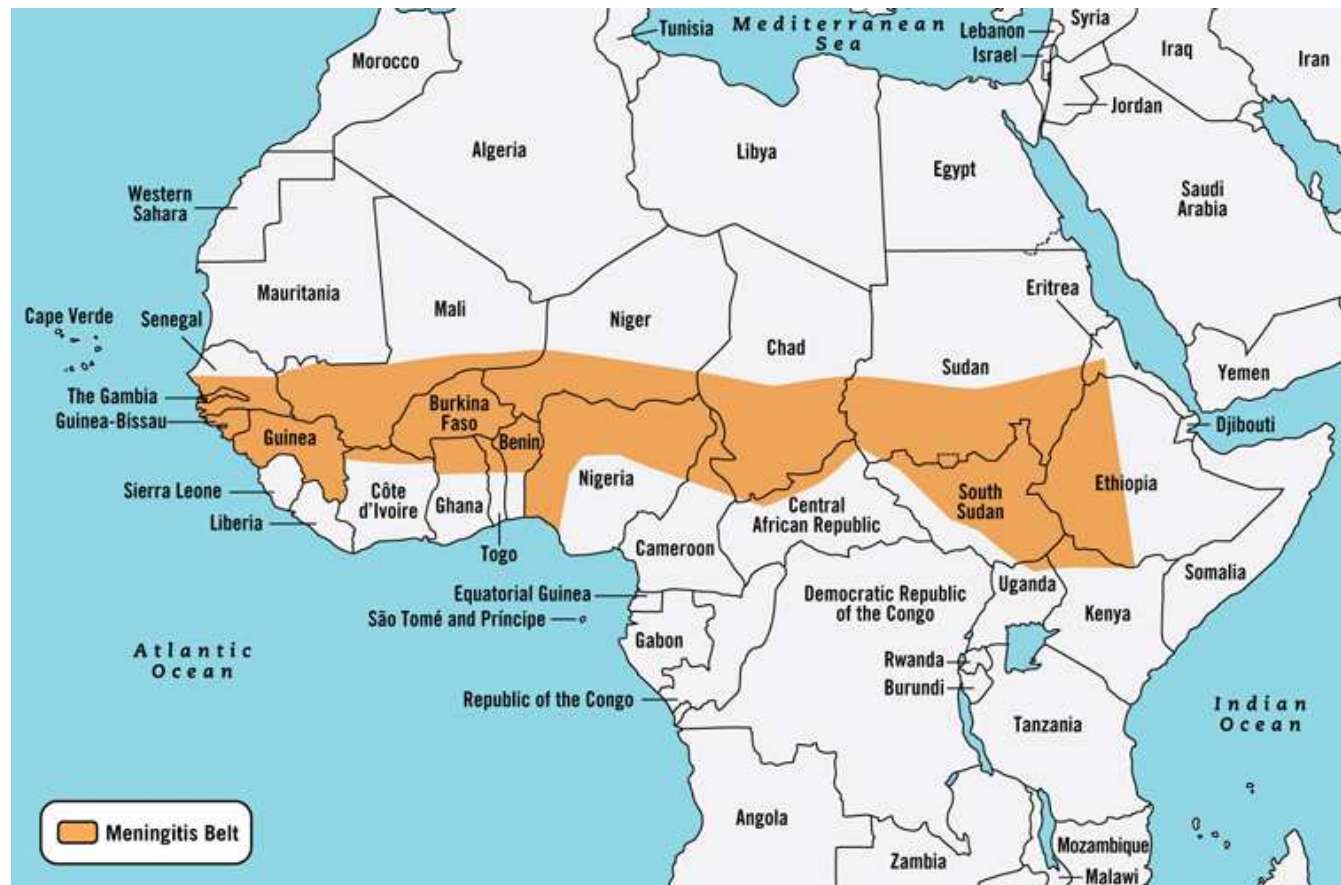 Mediterranean
Sea
Tunisia
Lebanon
Israel
Syria
Iraq
Iran
Morocco
Jordan
Algeria
Libya
Egypt
Western
Sahara
Saudi
Arabia
Mauritania
Mali
Niger
Chad
Sudan
Eritrea
Yemen
Cape Verde
Senegal
The Gambia
Guinea-Bissau
Guinea
Burkina
Faso
Benin
Nigeria
Djibouti
Ethiopia
South
Sudan
Sierra Leone
Liberia
Côte
d'Ivoire
Ghana
Togo
Central
African Republic
Cameroon
Somalia
Equatorial Guinea
São Tomé and Príncipe
Democratic Republic
of the Congo
Uganda
Kenya
Gabon
Rwanda
Burundi
Republic of the Congo
Atlantic
Ocean
Indian
Ocean
Tanzania
Angola
Zambia
Mozambique
Malawi
Meningitis Belt